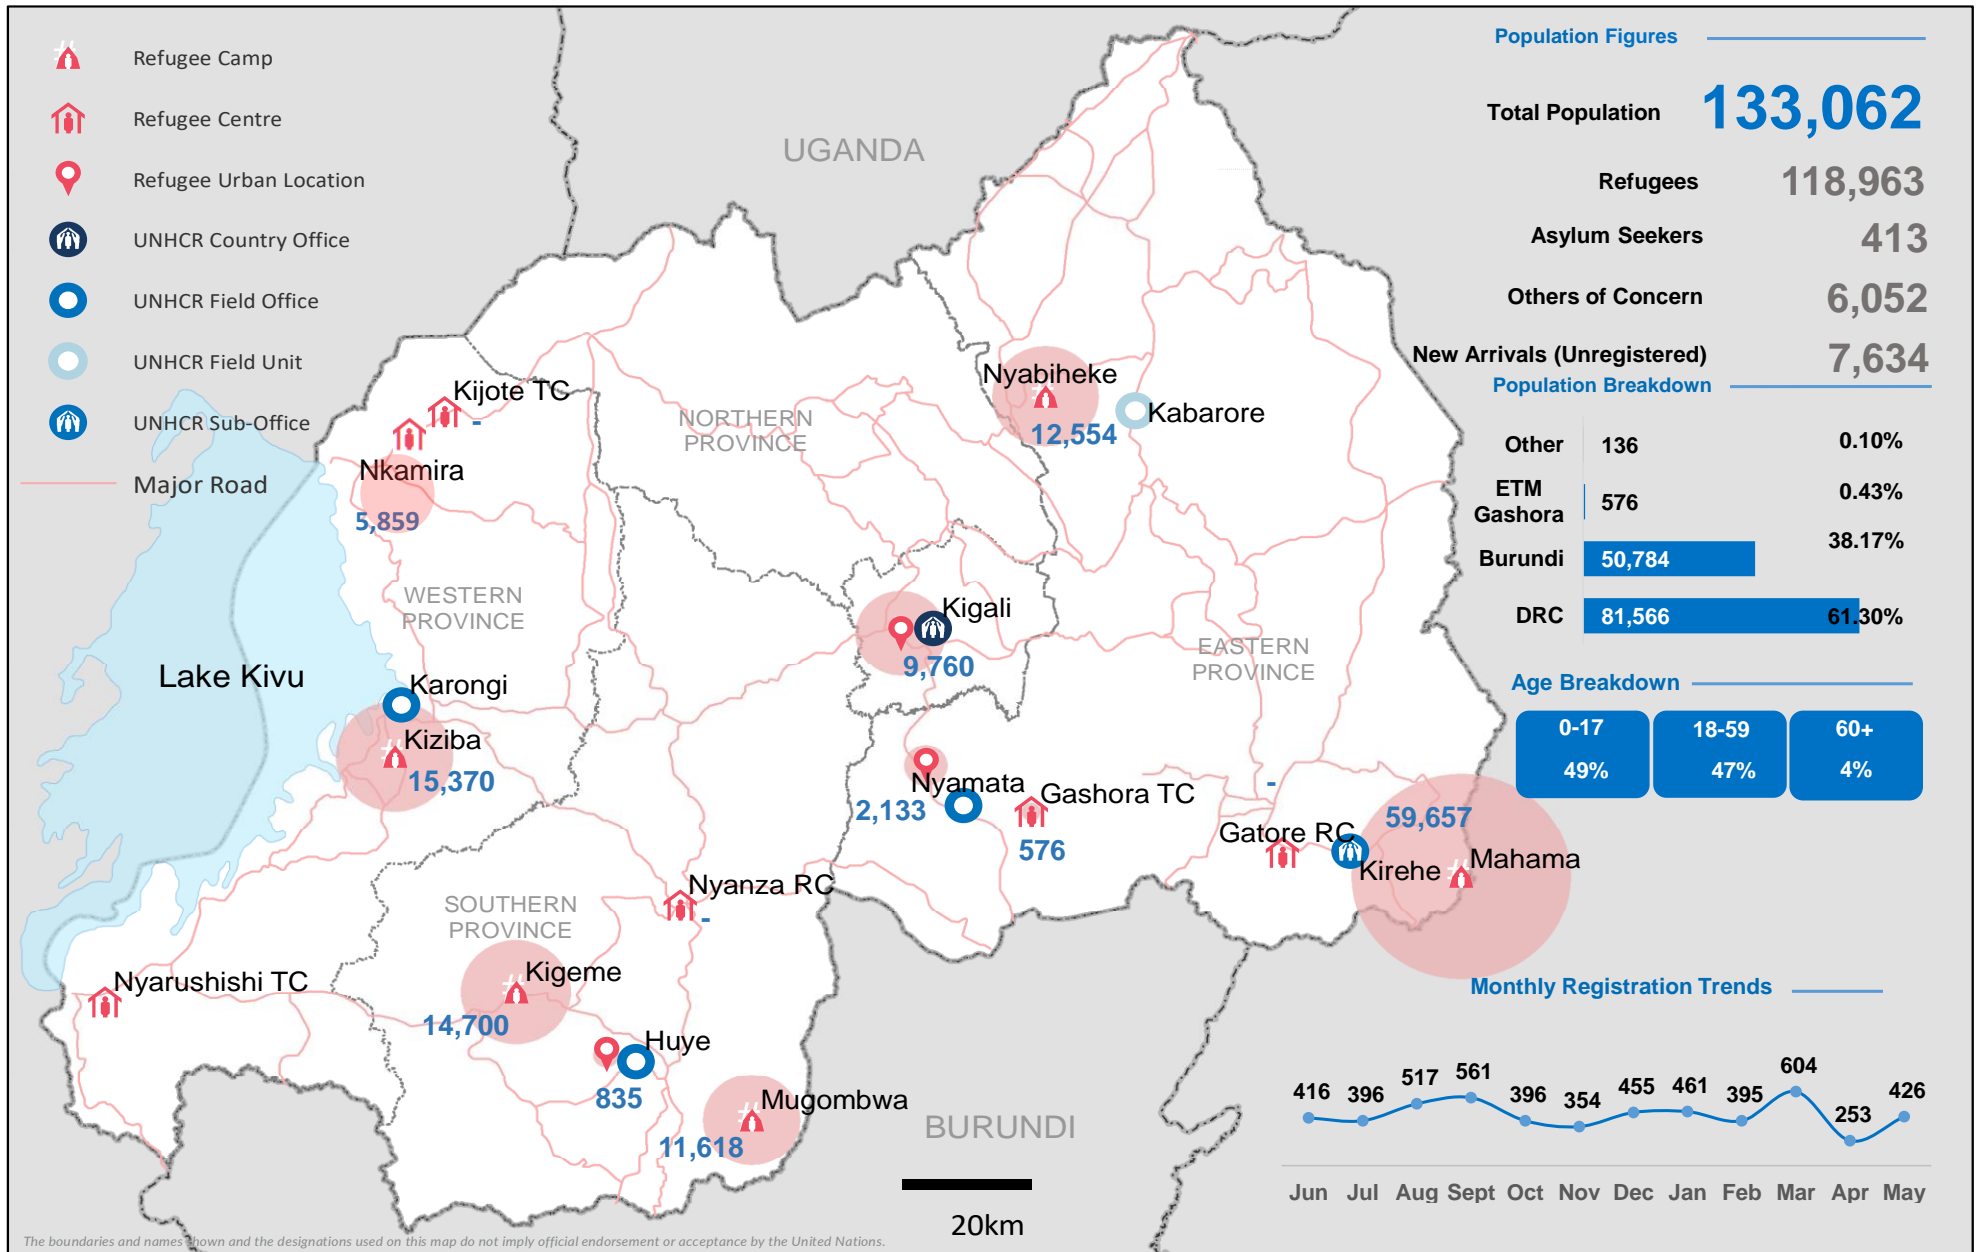 Refugee Camp
Refugee Centre
Refugee Urban Location
UNHCR Country Office
UNHCR Field Office
UNHCR Field Unit
UNHCR Sub-Office
Major Road
UGANDA
Kijote TC
-
Nkamira
5,859
NORTHERN
PROVINCE
Nyabiheke
12,554
Kabarore
WESTERN
PROVINCE
Kigali
9,760
EASTERN
PROVINCE
Lake Kivu
Karongi
Kiziba
15,370
Nyamata
2,133
Gashora TC
576
-
Gatore RC
59,657
Kirehe
Mahama
Nyanza RC
-
SOUTHERN
PROVINCE
Nyarushishi TC
Kigeme
14,700
Huye
835
Mugombwa
11,618
BURUNDI
20km
The boundaries and names shown and the designations used on this map do not imply official endorsement or acceptance by the United Nations.
Population Figures
Total Population 133,062
Refugees 118,963
Asylum Seekers 413
Others of Concern 6,052
New Arrivals (Unregistered) 7,634
Population Breakdown
Other 136 0.10%
ETM
Gashora 576 0.43%
Burundi 50,784 38.17%
DRC 81,566 61.30%
Age Breakdown
0-17 18-59 60+
49% 47% 4%
Monthly Registration Trends
416 396 517 561 396 354 455 461 395 604 253 426
Jun Jul Aug Sept Oct Nov Dec Jan Feb Mar Apr May